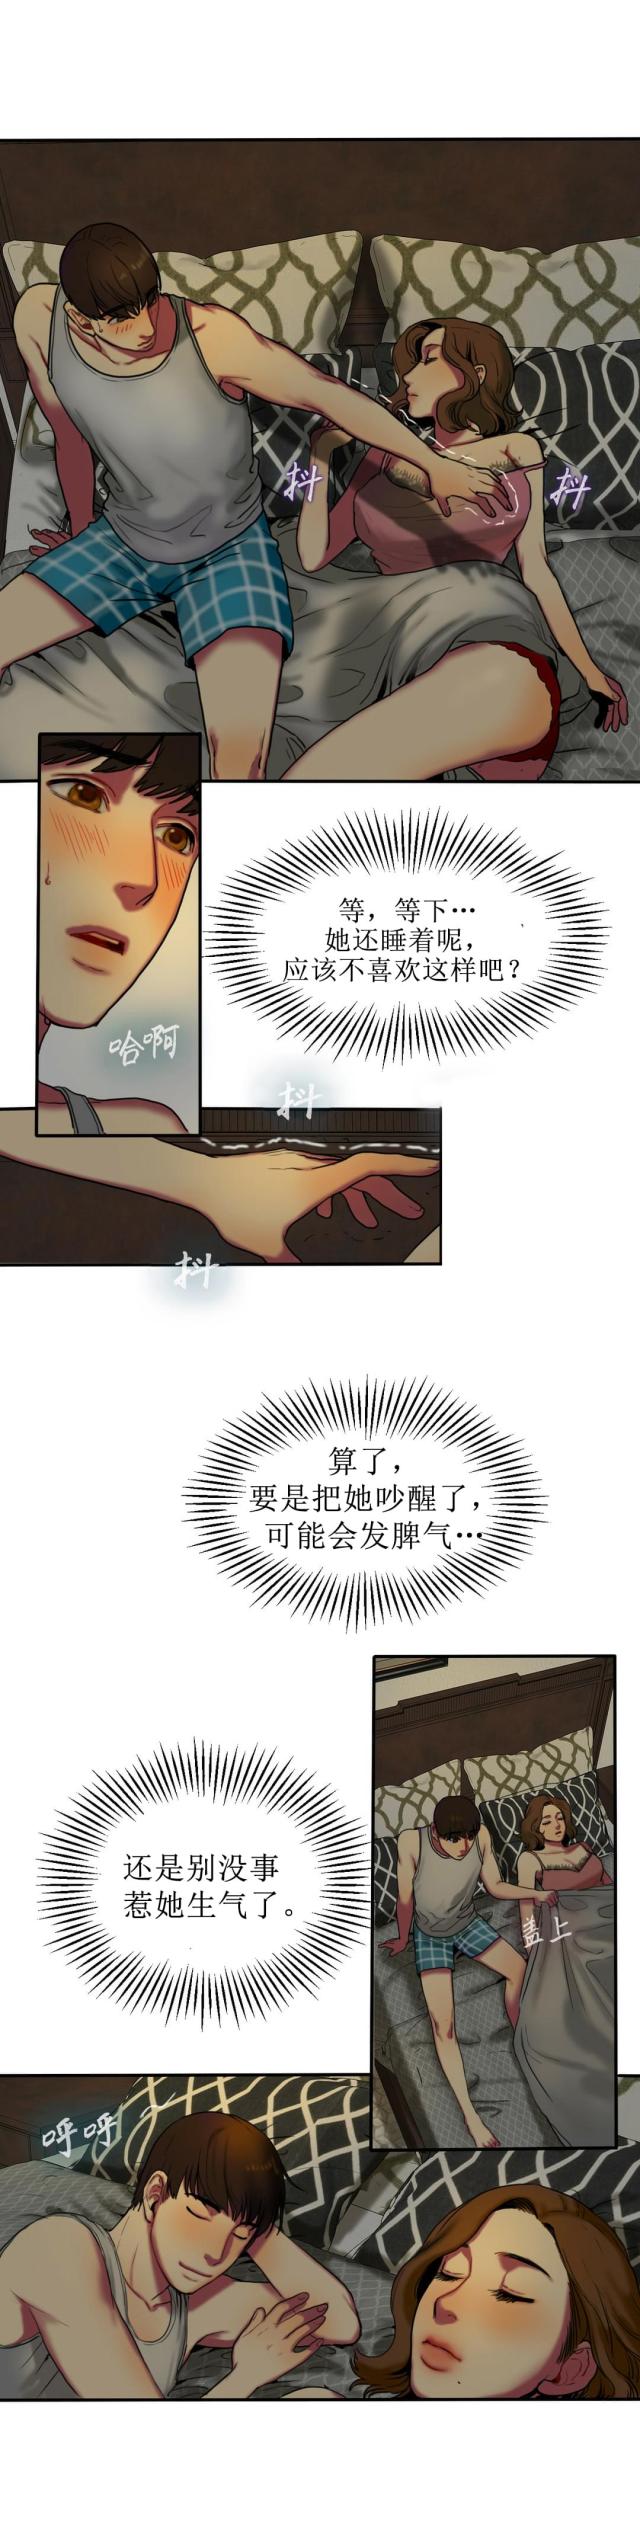 抖
抖
等，等下…
她还睡着呢，
应该不喜欢这样吧？
哈啊
抖
抖
算了，
要是把她吵醒了，
可能会发脾气…
还是别没事
惹她生气了。
盖上
呼呼~